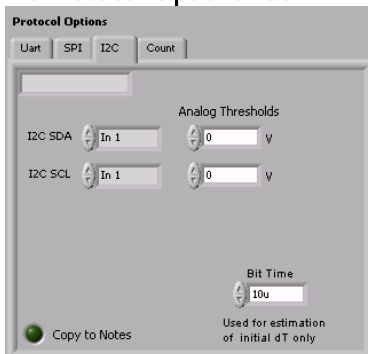 Protocol Options
Uart SPI I2C Count
Analog Thresholds
I2C SDA In 1 0 V
I2C SCL In 1 0 V
Bit Time
10u
Used for estimation
of initial dT only
Copy to Notes